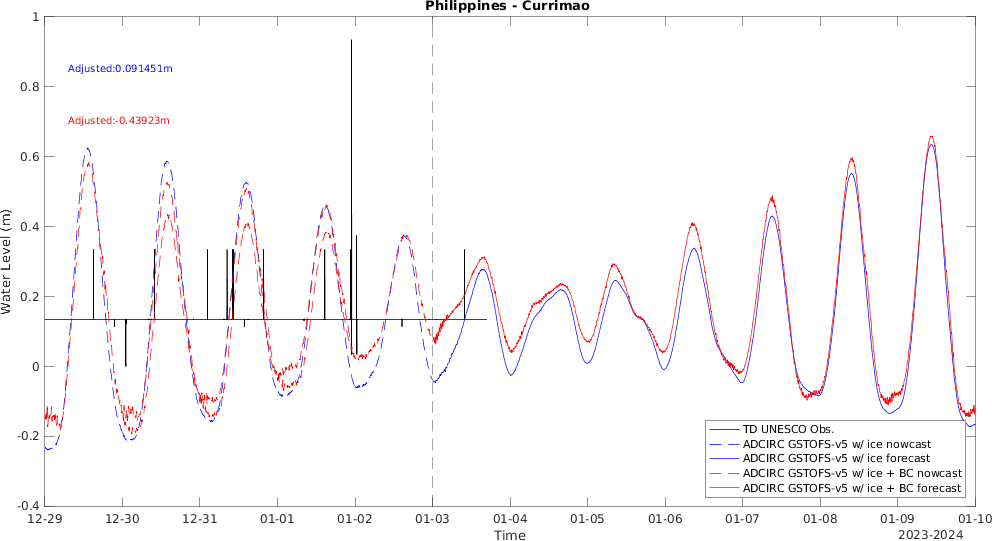 Philippines - Currimao
Adjusted:0.091451m
Adjusted:-0.43923m
Water Level (m)
1
0.8
0.6
0.4
0.2
0
-0.2
-0.4
TD UNESCO Obs.
ADCIRC GSTOFS-v5 w/ ice nowcast
ADCIRC GSTOFS-v5 w/ ice forecast
ADCIRC GSTOFS-v5 w/ ice + BC nowcast
ADCIRC GSTOFS-v5 w/ ice + BC forecast
12-29 12-30 12-31 01-01 01-02 01-03 01-04 01-05 01-06 01-07 01-08 01-09 01-10
Time
2023-2024